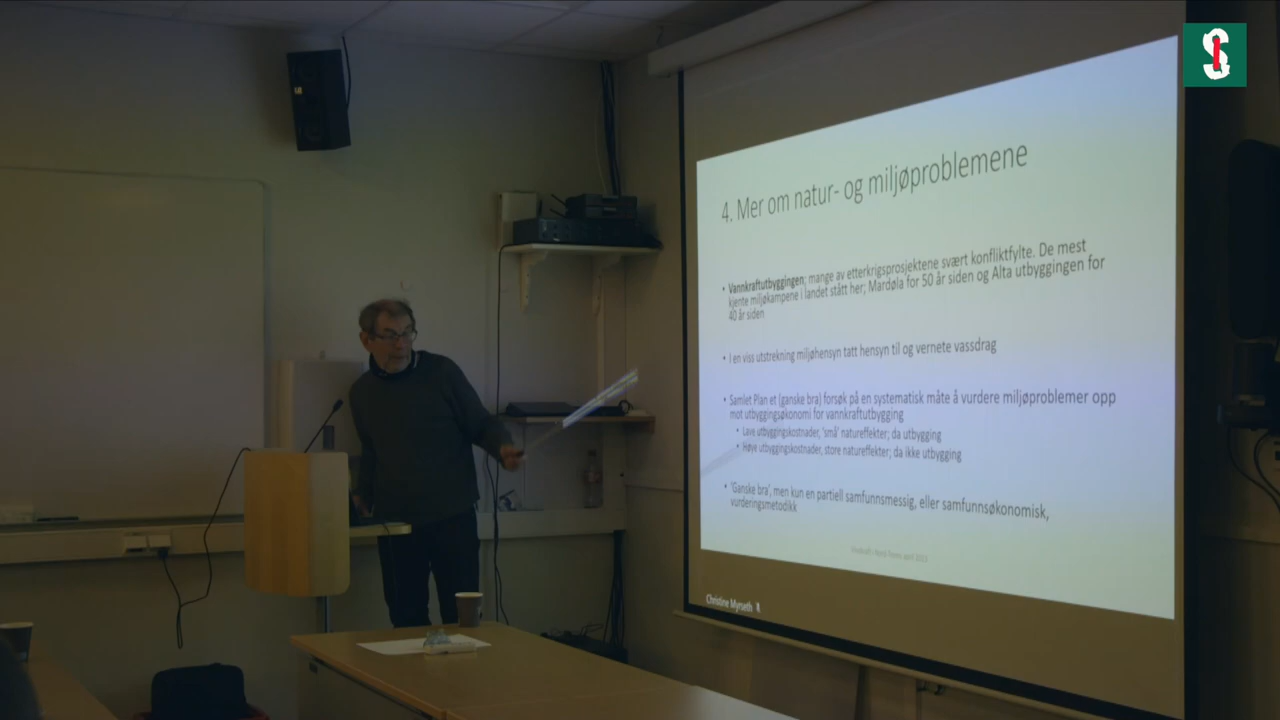 4. Mer om natur- og miljøproblemene
• Vannkraftutbyggingen; mange av etterkrigsprosjektene svært konfliktfylte. De mest
kjente miljøkampene i landet stått her; Mardøla for 50 år siden og Alta utbyggingen for
40 år siden
• I en viss utstrekning miljøhensyn tatt hensyn til og vernete vassdrag
• Samlet Plan et (ganske bra) forsøk på en systematisk måte å vurdere miljøproblemer opp
mot utbyggingsøkonomi for vannkraftutbygging
• Lave utbyggingskostnader, 'små' natureffekter; da utbygging
• Høye utbyggingskostnader, store natureffekter; da ikke utbygging
• 'Ganske bra', men kun en partiell samfunnsmessig, eller samfunnsøkonomisk,
vurderingsmetodikk
Christine Myrseth